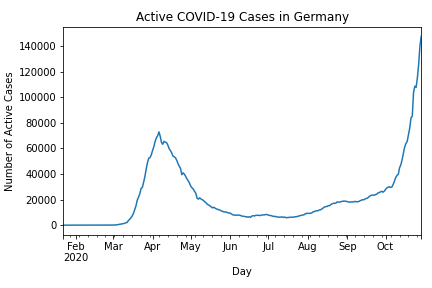 Active COVID-19 Cases in Germany
Number of Active Cases
140000
120000
100000
80000
60000
40000
20000
0
Feb Mar Apr May Jun Jul Aug Sep Oct
2020
Day